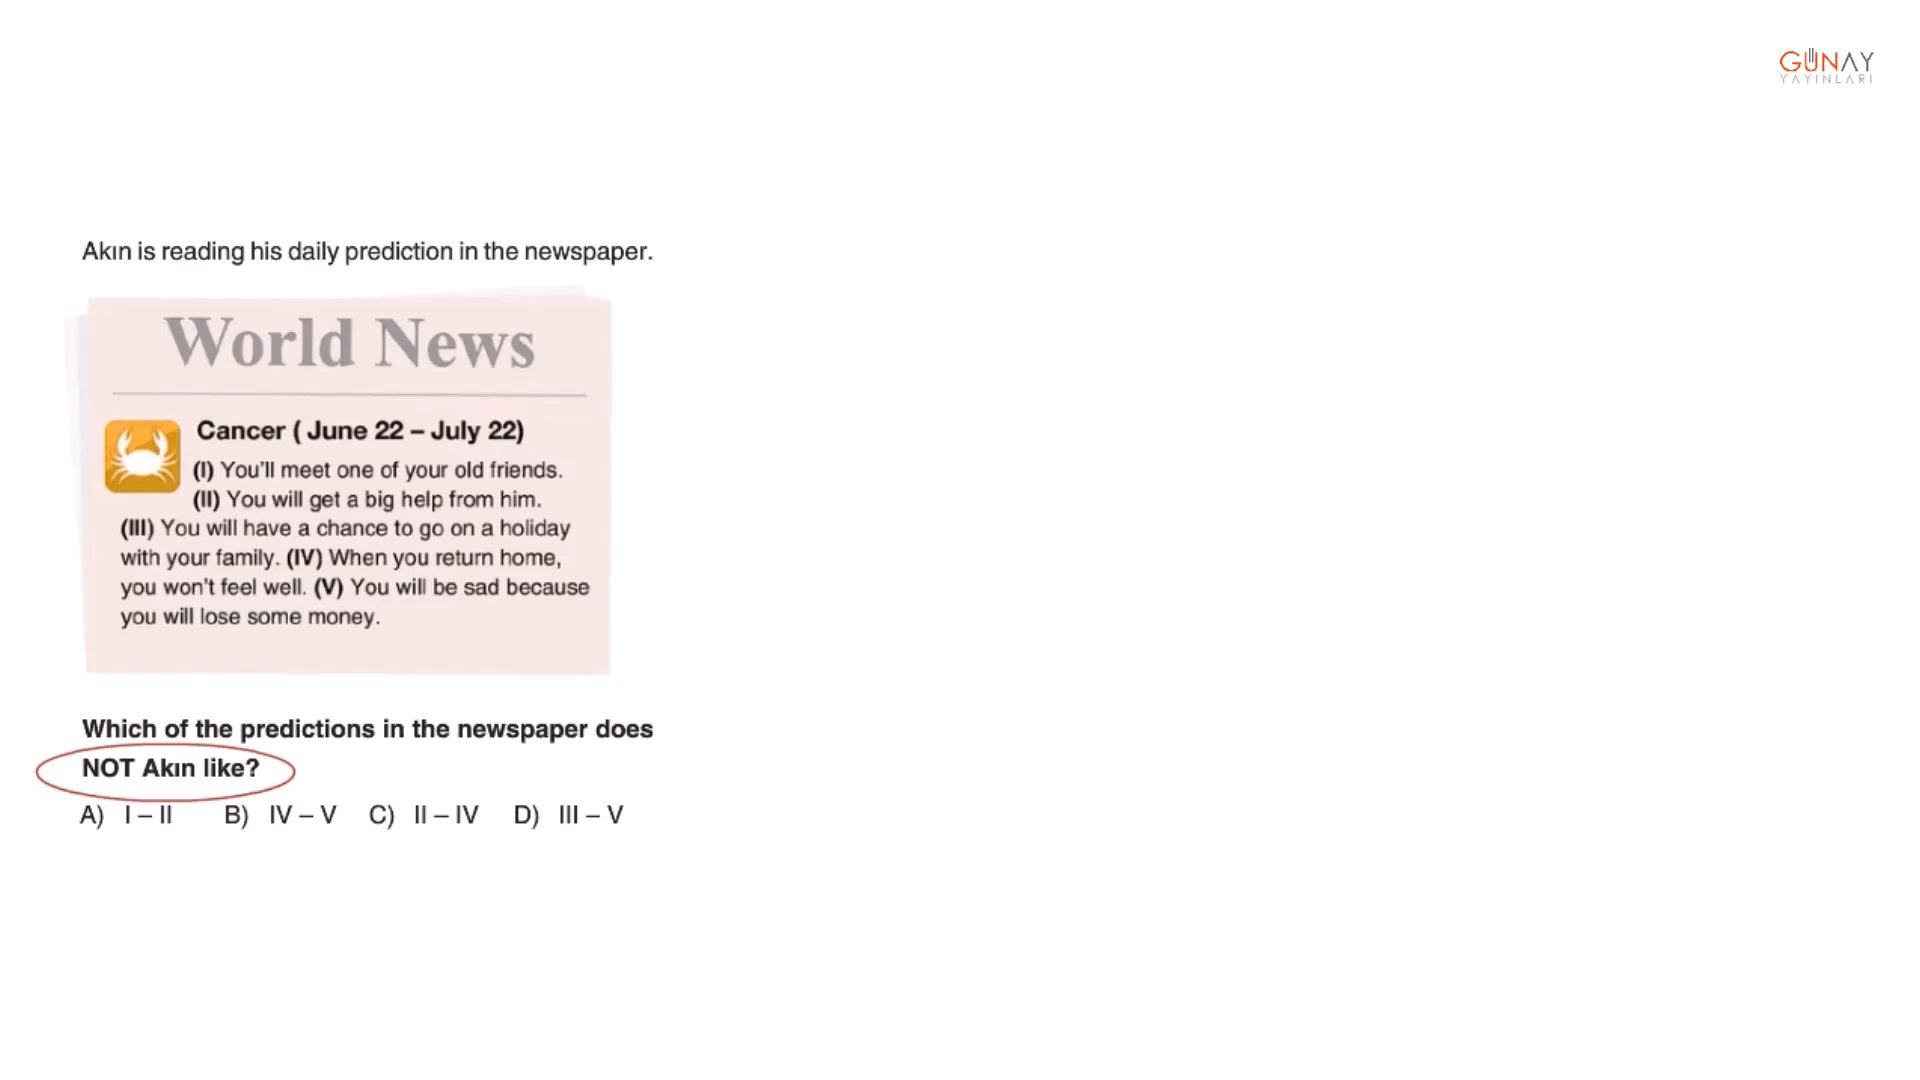 GÜNAY
YAYINLARI
Akın is reading his daily prediction in the newspaper.
World News
Cancer ( June 22 – July 22)
(I) You'll meet one of your old friends.
(II) You will get a big help from him.
(III) You will have a chance to go on a holiday
with your family. (IV) When you return home,
you won't feel well. (V) You will be sad because
you will lose some money.
Which of the predictions in the newspaper does
NOT Akın like?
A) I – II B) IV – V C) II – IV D) III – V